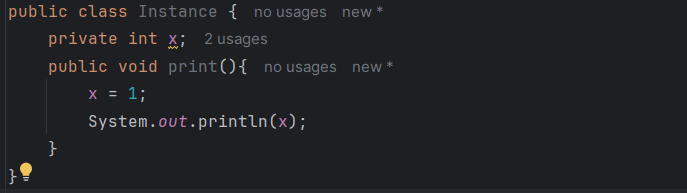 public class Instance { no usages new *
private int x; 2 usages
public void print(){ no usages new *
x = 1;
System.out.println(x);
}
}